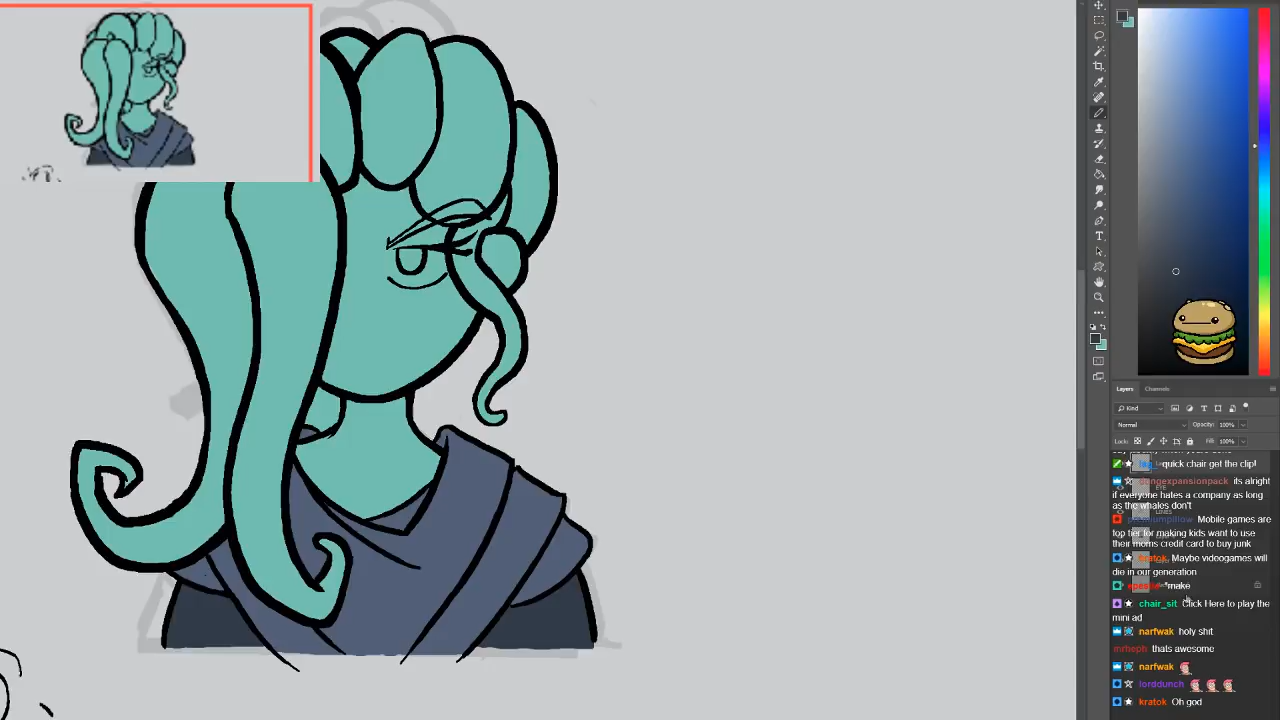 Layers Channels
Kind
Normal Opacity: 100%
Lock: Fill: 100%
quick chair get the clip!
its alright
if everyone hates a company as long
as the whales don't
Mobile games are
top tier for making kids want to use
their moms credit card to buy junk
kratok Maybe videogames will
die in our generation
*make
chair_sit Click Here to play the
mini ad
narfwak holy shit
mrheph thats awesome
narfwak
lorddunch
kratok Oh god